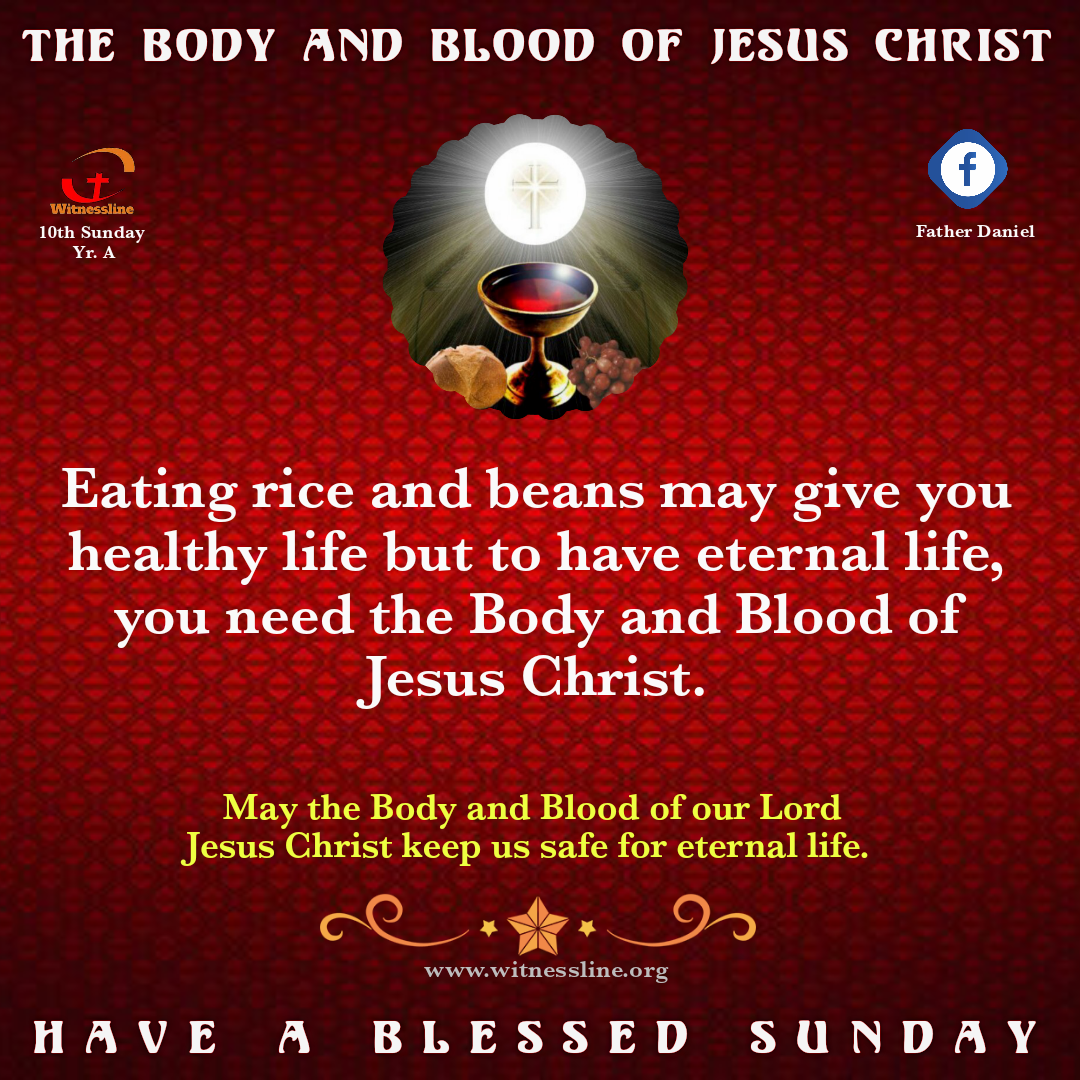 THE BODY AND BLOOD OF JESUS CHRIST
Witnessline
10th Sunday
Yr. A
f
Father Daniel
Eating rice and beans may give you
healthy life but to have eternal life,
you need the Body and Blood of
Jesus Christ.
May the Body and Blood of our Lord
Jesus Christ keep us safe for eternal life.
www.witnessline.org
HAVE A BLESSED SUNDAY